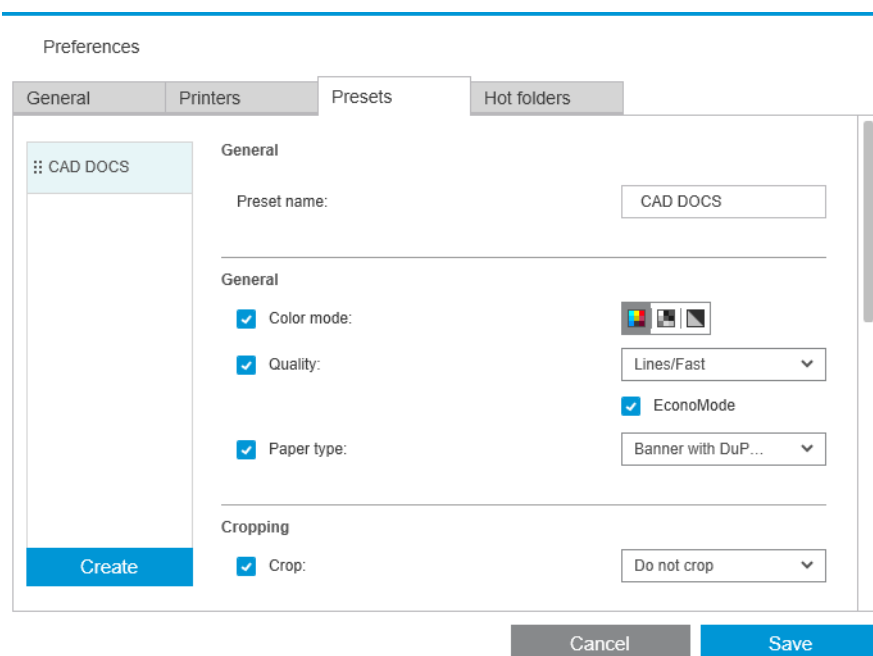 Preferences
General
Printers
Presets
Hot folders
CAD DOCS
Create
General
Preset name:
CAD DOCS
General
Color mode:
Quality:
Lines/Fast
EconoMode
Paper type:
Banner with DuP...
Cropping
Crop:
Do not crop
Cancel
Save